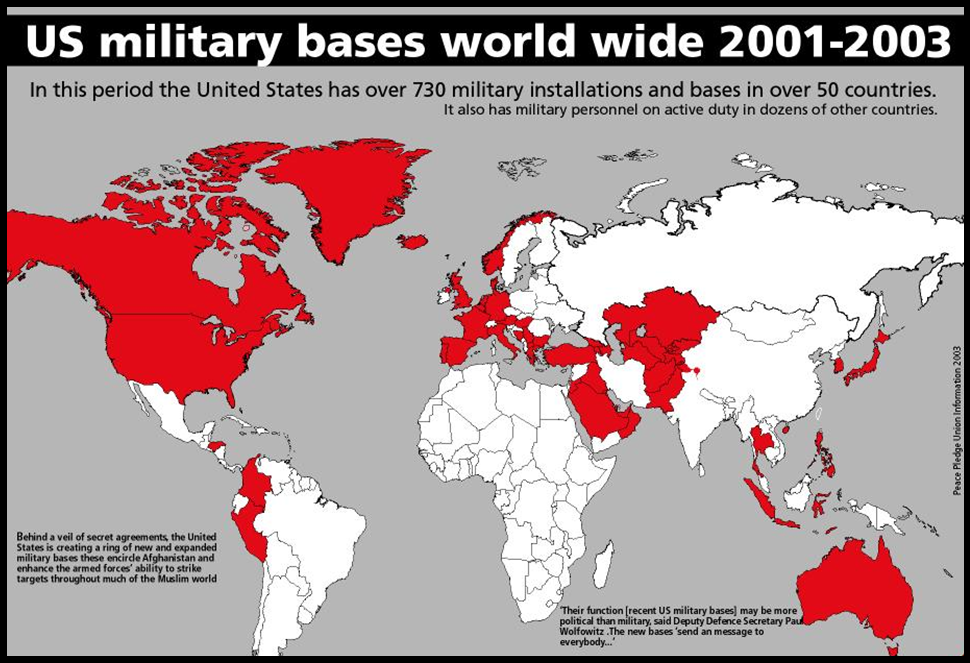 US military bases world wide 2001-2003
In this period the United States has over 730 military installations and bases in over 50 countries.
It also has military personnel on active duty in dozens of other countries.
Peace Pledge Union Information 2003
Behind a veil of secret agreements, the United
States is creating a ring of new and expanded
military bases these encircle Afghanistan and
enhance the armed forces' ability to strike
targets throughout much of the Muslim world
'Their function [recent US military bases] may be more
political than military, said Deputy Defence Secretary Paul
Wolfowitz .The new bases 'send an message to
everybody...'